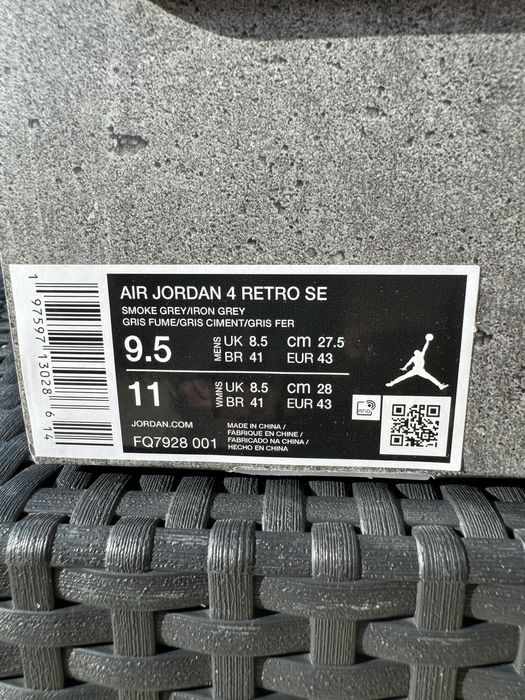 AIR JORDAN 4 RETRO SE
SMOKE GREY/IRON GREY
GRIS FUME/GRIS CIMENT/GRIS FER
9.5 MENS UK 8.5 CM 27.5
BR 41 EUR 43
11 WMNS UK 8.5 CM 28
BR 41 EUR 43
JORDAN.COM
FQ7928 001
MADE IN CHINA /
FABRIQUE EN CHINE /
FABRICADO NA CHINA /
HECHO EN CHINA
RFID
1 97597 13028 6 14